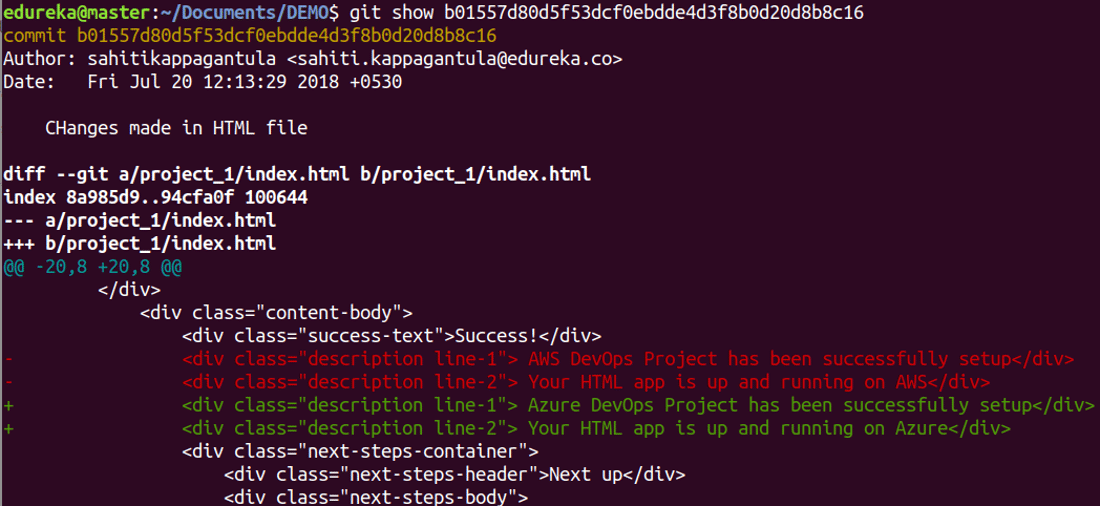 edureka@master:~/Documents/DEMO$ git show b01557d80d5f53dcf0ebdde4d3f8b0d20d8b8c16
commit b01557d80d5f53dcf0ebdde4d3f8b0d20d8b8c16
Author: sahitikappagantula <sahiti.kappagantula@edureka.co>
Date:   Fri Jul 20 12:13:29 2018 +0530
    CHanges made in HTML file
diff --git a/project_1/index.html b/project_1/index.html
index 8a985d9..94cfa0f 100644
--- a/project_1/index.html
+++ b/project_1/index.html
@@ -20,8 +20,8 @@
         </div>
             <div class="content-body">
                 <div class="success-text">Success!</div>
-                <div class="description line-1"> AWS DevOps Project has been successfully setup</div>
-                <div class="description line-2"> Your HTML app is up and running on AWS</div>
+                <div class="description line-1"> Azure DevOps Project has been successfully setup</div>
+                <div class="description line-2"> Your HTML app is up and running on Azure</div>
                 <div class="next-steps-container">
                     <div class="next-steps-header">Next up</div>
                     <div class="next-steps-body">